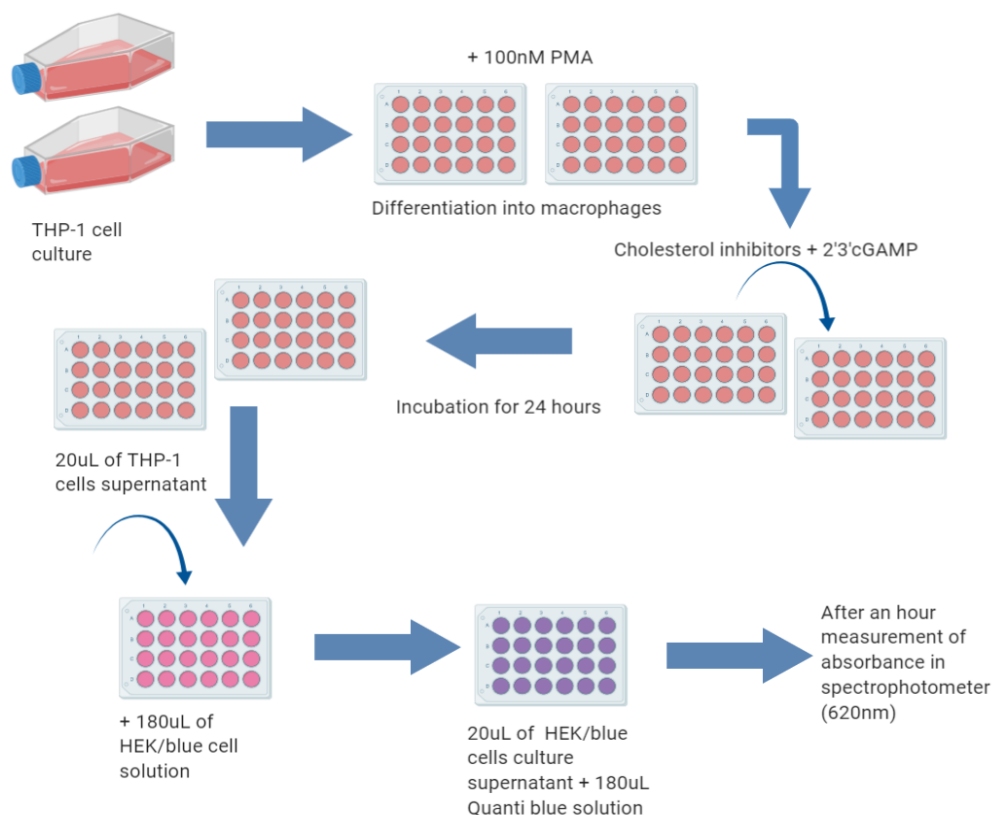 + 100nM PMA
Differentiation into macrophages
THP-1 cell
culture
Cholesterol inhibitors + 2'3'cGAMP
Incubation for 24 hours
20uL of THP-1
cells supernatant
+ 180uL of
HEK/blue cell
solution
20uL of HEK/blue
cells culture
supernatant + 180uL
Quanti blue solution
After an hour
measurement of
absorbance in
spectrophotometer
(620nm)